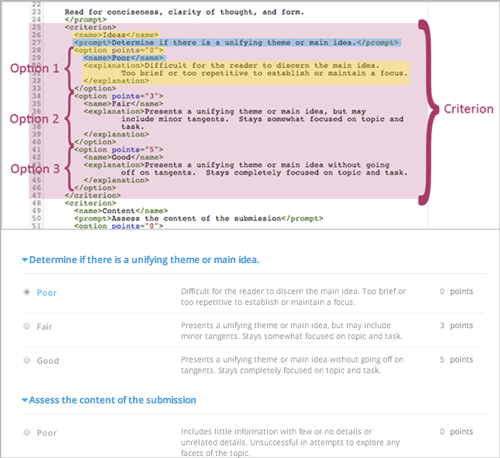 22
23 Read for conciseness, clarity of thought, and form.
24 </prompt>
25 <criterion>
26 <name>Ideas</name>
27 <prompt>Determine if there is a unifying theme or main idea.</prompt>
28 <option points="0">
29 <name>Poor</name>
30 <explanation>Difficult for the reader to discern the main idea.
31 Too brief or too repetitive to establish or maintain a focus.
32 </explanation>
33 </option>
Option 1
34 <option points="3">
35 <name>Fair</name>
36 <explanation>Presents a unifying theme or main idea, but may
37 include minor tangents. Stays somewhat focused on topic and
38 task.
39 </explanation>
40 </option>
Option 2
41 <option points="5">
42 <name>Good</name>
43 <explanation>Presents a unifying theme or main idea without going
44 off on tangents. Stays completely focused on topic and task.
45 </explanation>
46 </option>
Option 3
47 </criterion>
Criterion
48 <criterion>
49 <name>Content</name>
50 <prompt>Assess the content of the submission</prompt>
51 <option points="0">
Determine if there is a unifying theme or main idea.
Poor Difficult for the reader to discern the main idea. Too brief or 0 points
too repetitive to establish or maintain a focus.
Fair Presents a unifying theme or main idea, but may include 3 points
minor tangents. Stays somewhat focused on topic and task.
Good Presents a unifying theme or main idea without going off on 5 points
tangents. Stays completely focused on topic and task.
Assess the content of the submission
Poor Includes little information with few or no details or 0 points
unrelated details. Unsuccessful in attempts to explore any
facets of the topic.